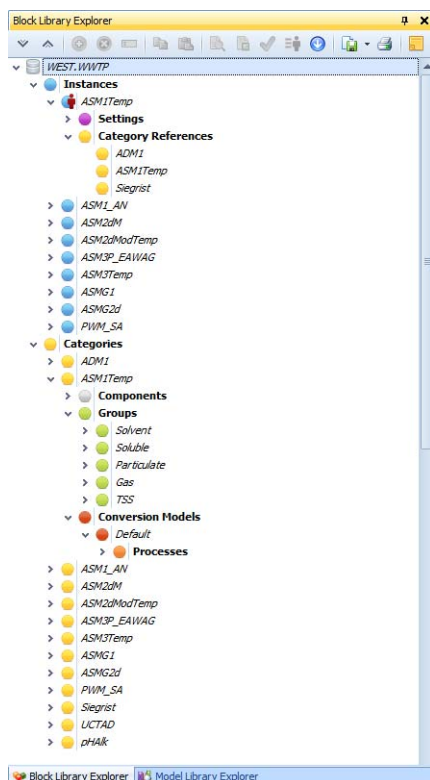 Block Library Explorer
WEST.WWTP
Instances
ASM1Temp
Settings
Category References
ADM1
ASM1Temp
Siegrist
ASM1_AN
ASM2dM
ASM2dModTemp
ASM3P_EAWAG
ASM3Temp
ASMG1
ASMG2d
PWM_SA
Categories
ADM1
ASM1Temp
Components
Groups
Solvent
Soluble
Particulate
Gas
TSS
Conversion Models
Default
Processes
ASM1_AN
ASM2dM
ASM2dModTemp
ASM3P_EAWAG
ASM3Temp
ASMG1
ASMG2d
PWM_SA
Siegrist
UCTAD
pHAlk
Block Library Explorer Model Library Explorer